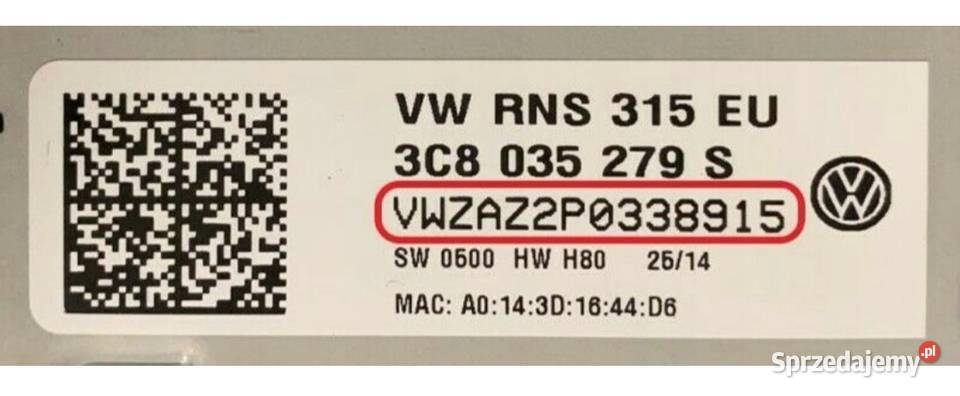 VW RNS 315 EU
3C8 035 279 S
VWZAZ2P0338915
SW 0500 HW H80 25/14
MAC: A0:14:3D:16:44:D6
Sprzedajemy.pl